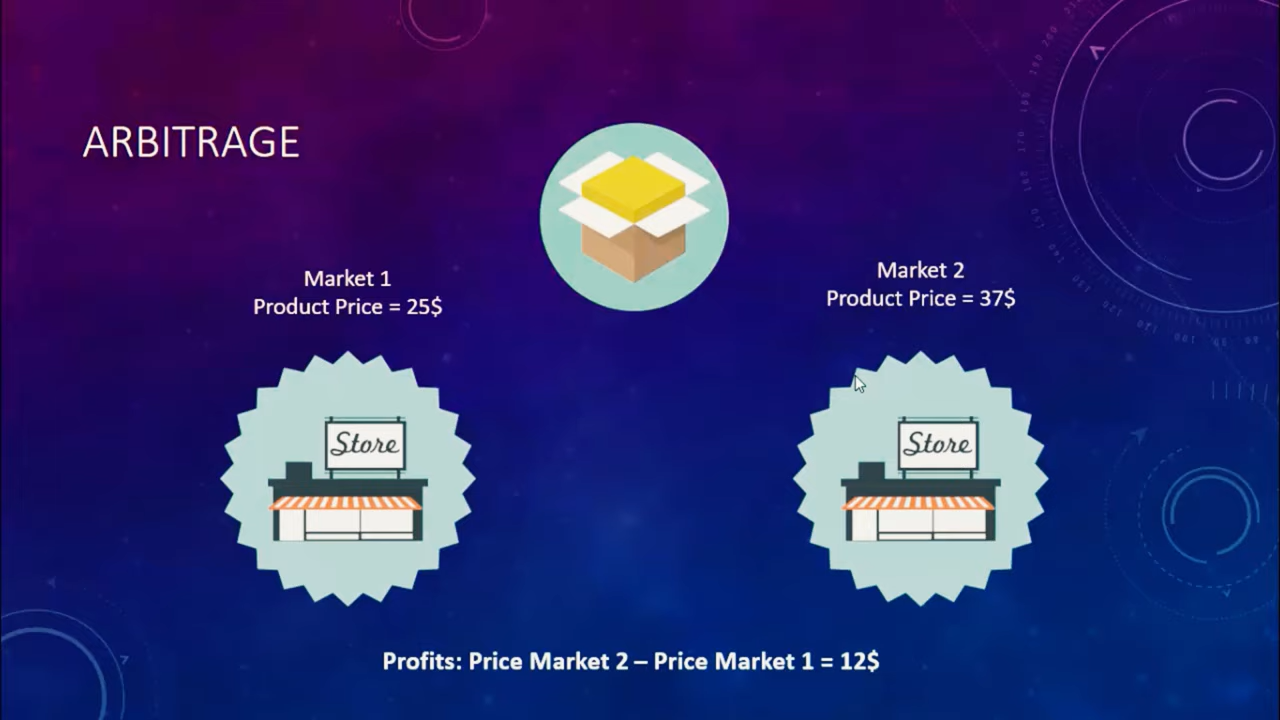 ARBITRAGE
Market 1
Product Price = 25$
Market 2
Product Price = 37$
Store
Store
Profits: Price Market 2 – Price Market 1 = 12$